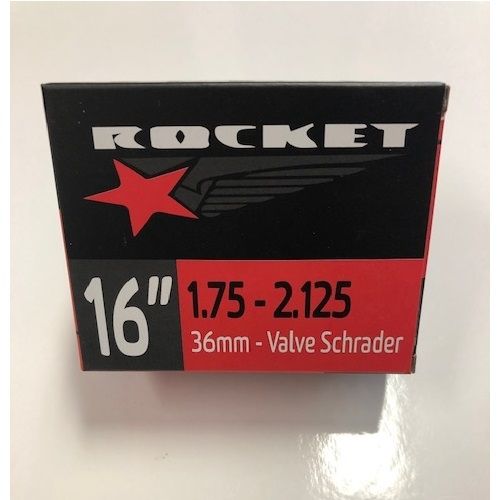 ROCKET
16"
1.75 - 2.125
36mm - Valve Schrader